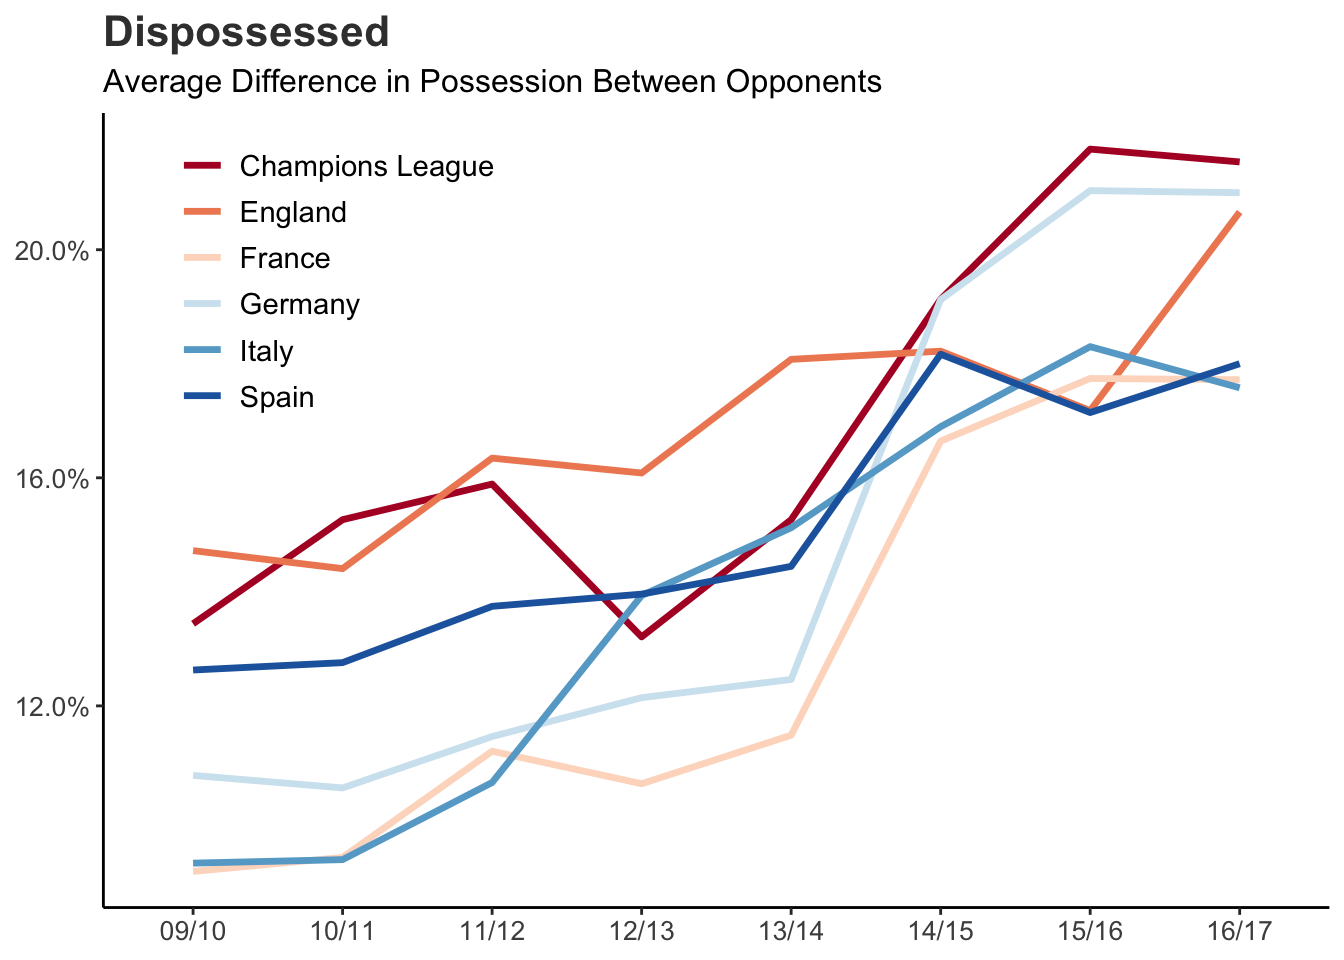 Dispossessed
Average Difference in Possession Between Opponents
Champions League
England
France
Germany
Italy
Spain
20.0%
16.0%
12.0%
09/10 10/11 11/12 12/13 13/14 14/15 15/16 16/17